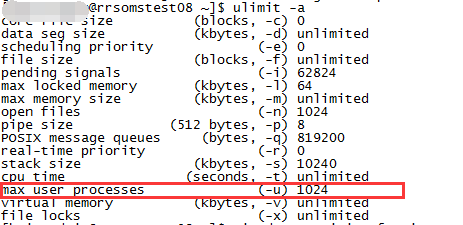 @rrsomstest08 ~]$ ulimit -a
core file size (blocks, -c) 0
data seg size (kbytes, -d) unlimited
scheduling priority (-e) 0
file size (blocks, -f) unlimited
pending signals (-i) 62824
max locked memory (kbytes, -l) 64
max memory size (kbytes, -m) unlimited
open files (-n) 1024
pipe size (512 bytes, -p) 8
POSIX message queues (bytes, -q) 819200
real-time priority (-r) 0
stack size (kbytes, -s) 10240
cpu time (seconds, -t) unlimited
max user processes (-u) 1024
virtual memory (kbytes, -v) unlimited
file locks (-x) unlimited